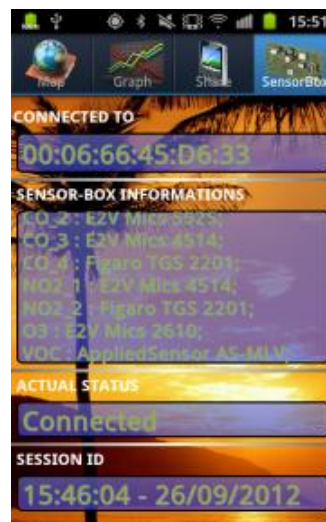 15:51
Map
Graph
Share
SensorBox
CONNECTED TO
00:06:66:45:D6:33
SENSOR-BOX INFORMATIONS
CO_2 : E2V Mics 5525;
CO_3 : E2V Mics 4514;
CO_4 : Figaro TGS 2201;
NO2_1 : E2V Mics 4514;
NO2_2 : Figaro TGS 2201;
O3 : E2V Mics 2610;
VOC : AppliedSensor AS-MLV;
ACTUAL STATUS
Connected
SESSION ID
15:46:04 - 26/09/2012